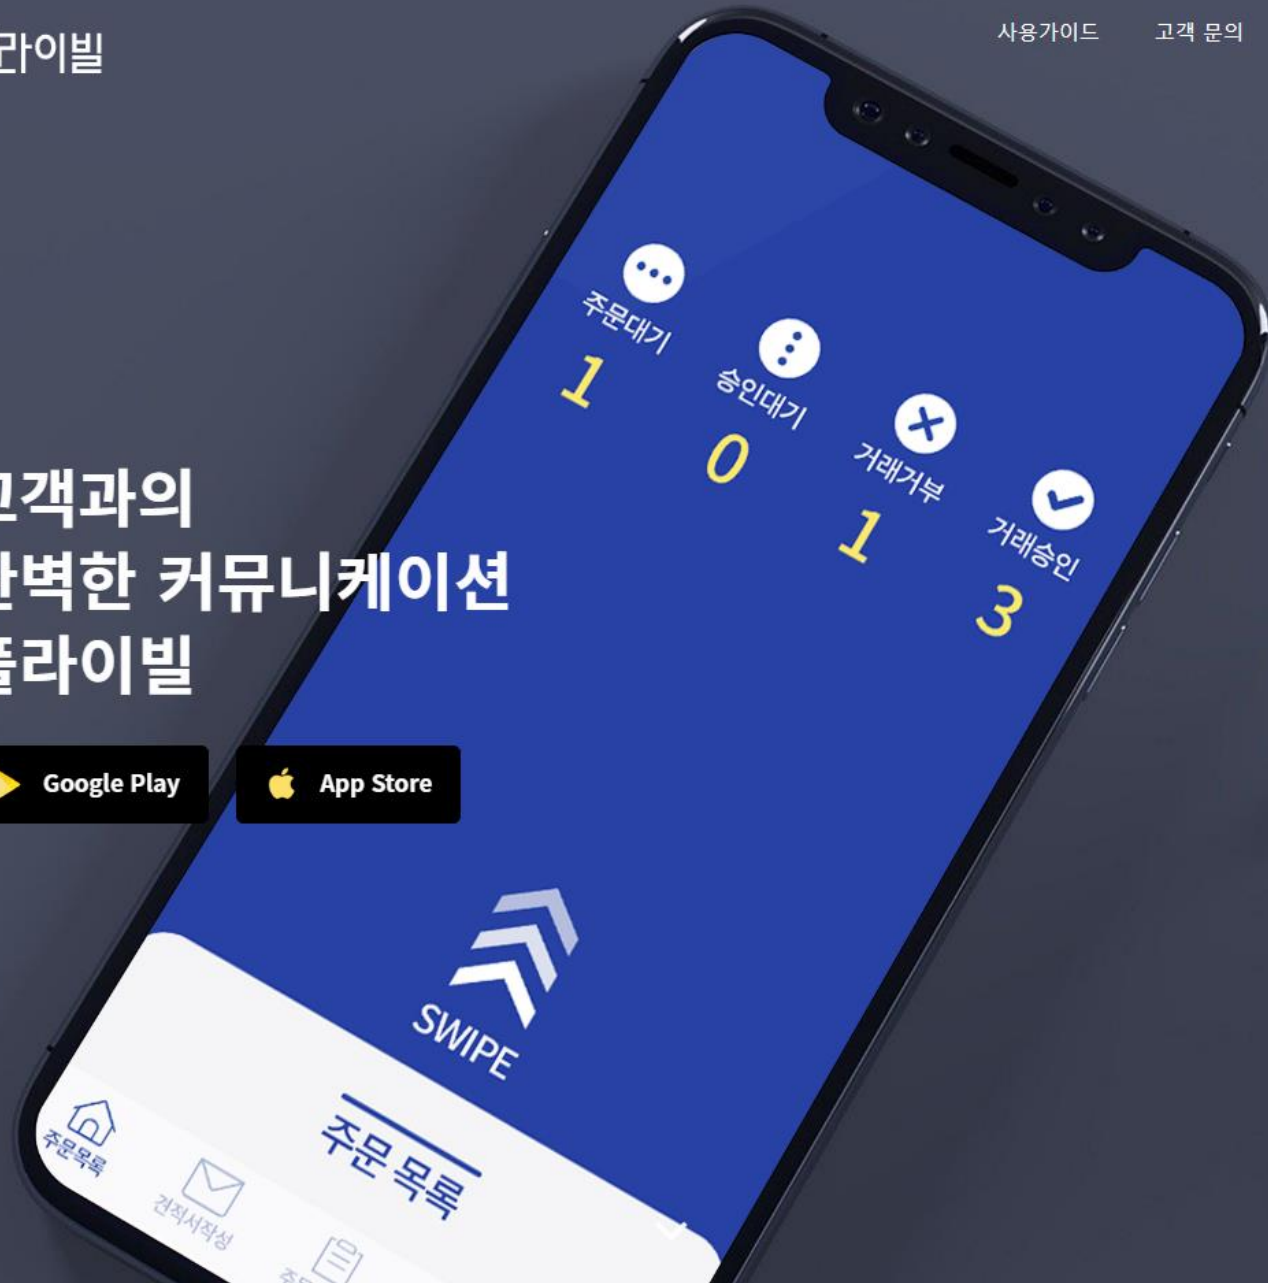 라이빌
사용가이드
고객 문의
주문대기
1
승인대기
0
거래거부
1
거래승인
3
고객과의
완벽한 커뮤니케이션
플라이빌
Google Play
App Store
SWIPE
주문 목록
주문목록
견적서작성